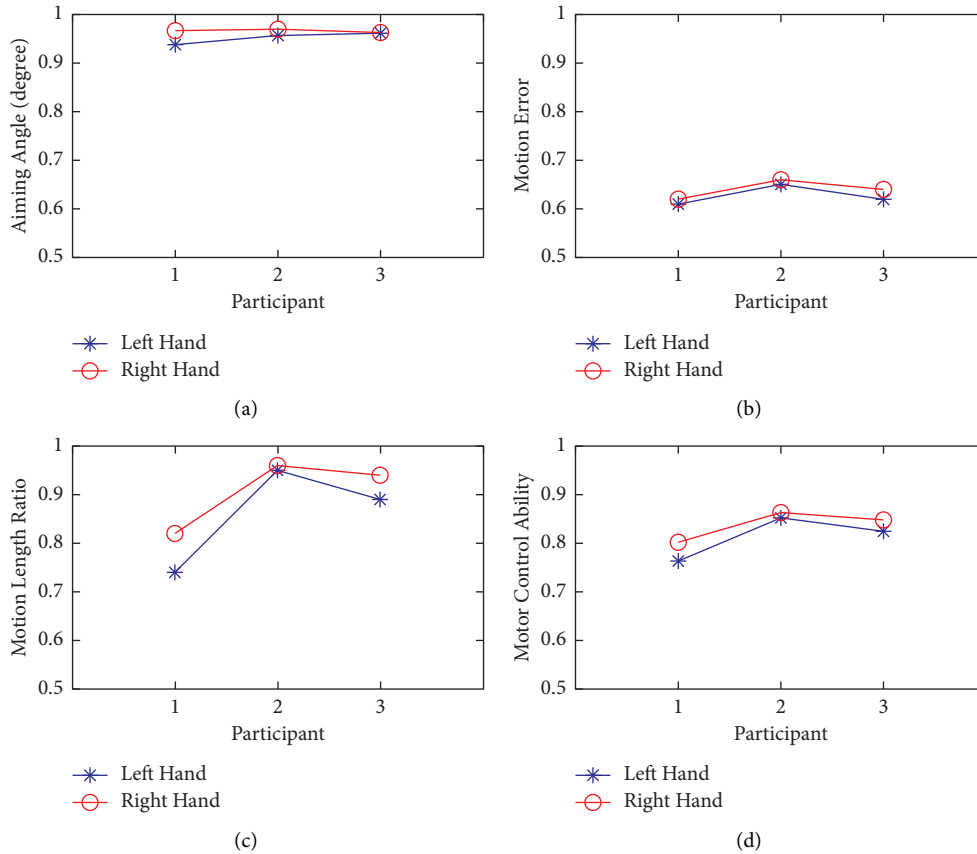 Aiming Angle (degree)
1
0.9
0.8
0.7
0.6
0.5
1 2 3
Participant
Left Hand
Right Hand
(a)
Motion Error
1
0.9
0.8
0.7
0.6
0.5
1 2 3
Participant
Left Hand
Right Hand
(b)
Motion Length Ratio
1
0.9
0.8
0.7
0.6
0.5
1 2 3
Participant
Left Hand
Right Hand
(c)
Motor Control Ability
1
0.9
0.8
0.7
0.6
0.5
1 2 3
Participant
Left Hand
Right Hand
(d)